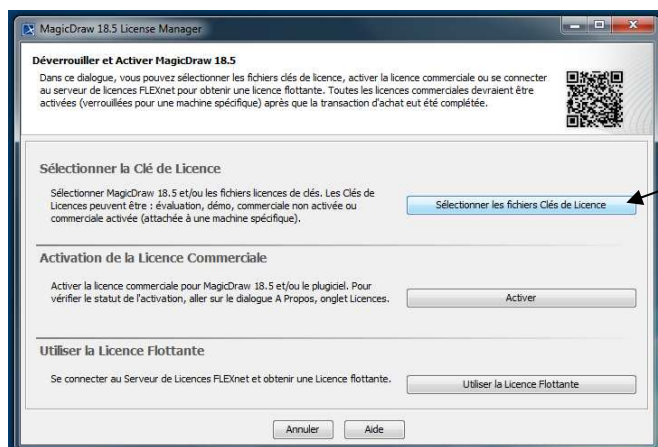 MagicDraw 18.5 License Manager
Déverrouiller et Activer MagicDraw 18.5
Dans ce dialogue, vous pouvez sélectionner les fichiers clés de licence, activer la licence commerciale ou se connecter
au serveur de licences FLEXnet pour obtenir une licence flottante. Toutes les licences commerciales devraient être
activées (verrouillées pour une machine spécifique) après que la transaction d'achat eut été complétée.
Sélectionner la Clé de Licence
Sélectionner MagicDraw 18.5 et/ou les fichiers licences de clés. Les Clés de
Licences peuvent être : évaluation, démo, commerciale non activée ou
commerciale activée (attachée à une machine spécifique).
Sélectionner les fichiers Clés de Licence
Activation de la Licence Commerciale
Activer la licence commerciale pour MagicDraw 18.5 et/ou le plugiciel. Pour
vérifier le statut de l'activation, aller sur le dialogue A Propos, onglet Licences.
Activer
Utiliser la Licence Flottante
Se connecter au Serveur de Licences FLEXnet et obtenir une Licence flottante.
Utiliser la Licence Flottante
Annuler
Aide